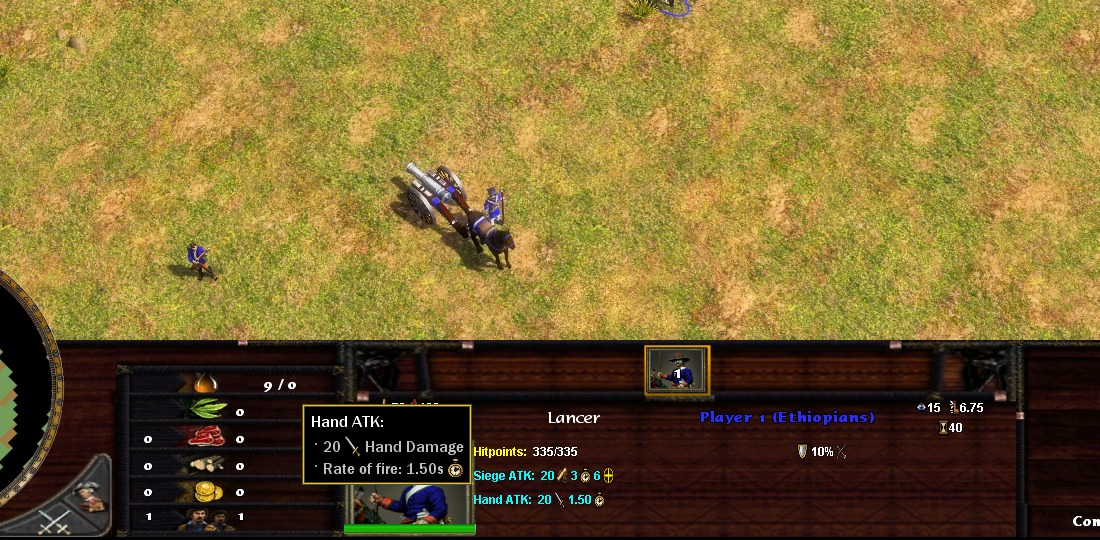 9 / 0
0
0 0
0 0
0 0
1 1
Hand ATK:
· 20 Hand Damage
· Rate of fire: 1.50s
1
Lancer
Player 1 (Ethiopians)
15 6.75
40
Hitpoints: 335/335
10%
Siege ATK: 20 3 6
Hand ATK: 20 1.50